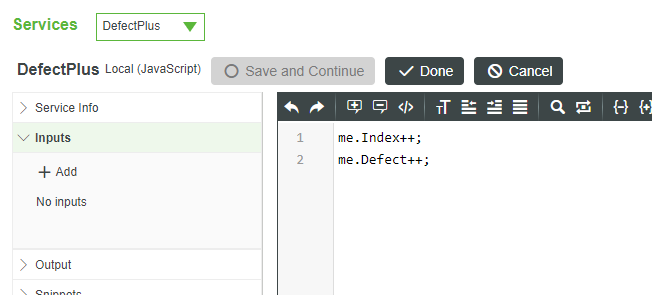 Services DefectPlus
DefectPlus Local (JavaScript) Save and Continue Done Cancel
Service Info
Inputs
Add
No inputs
Output
Snippets
1 me.Index++;
2 me.Defect++;